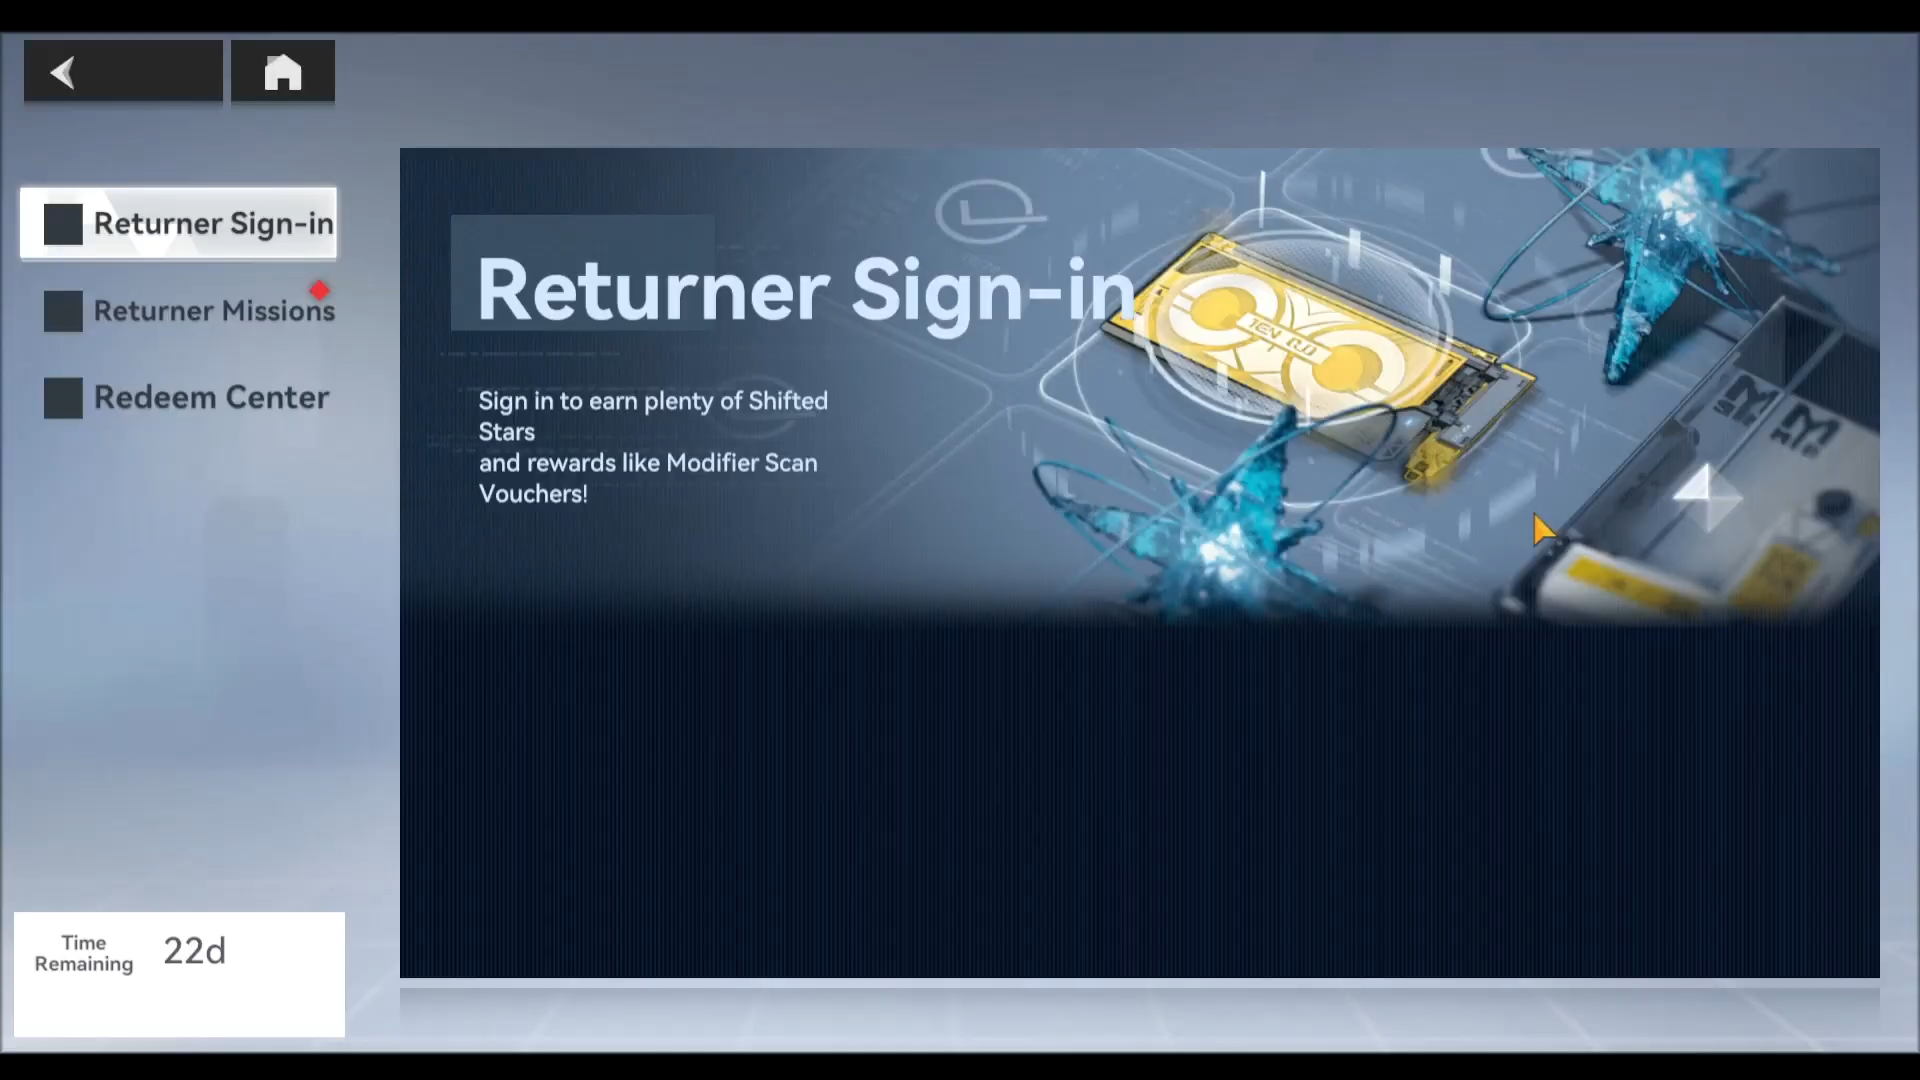 Returner Sign-in
Returner Missions
Redeem Center
Returner Sign-in
Sign in to earn plenty of Shifted
Stars
and rewards like Modifier Scan
Vouchers!
Time
Remaining
22d